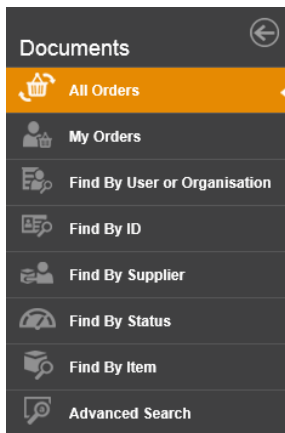 Documents
All Orders
My Orders
Find By User or Organisation
Find By ID
Find By Supplier
Find By Status
Find By Item
Advanced Search